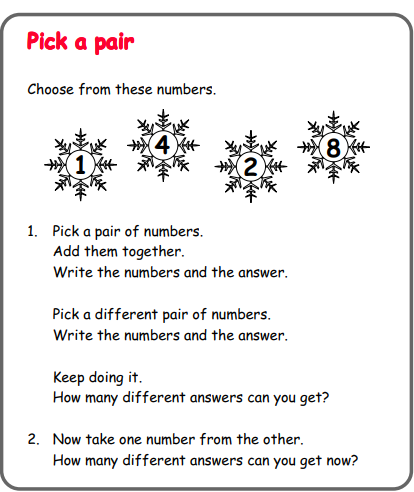 Pick a pair
Choose from these numbers.
1 4 2 8
1. Pick a pair of numbers.
Add them together.
Write the numbers and the answer.
Pick a different pair of numbers.
Write the numbers and the answer.
Keep doing it.
How many different answers can you get?
2. Now take one number from the other.
How many different answers can you get now?